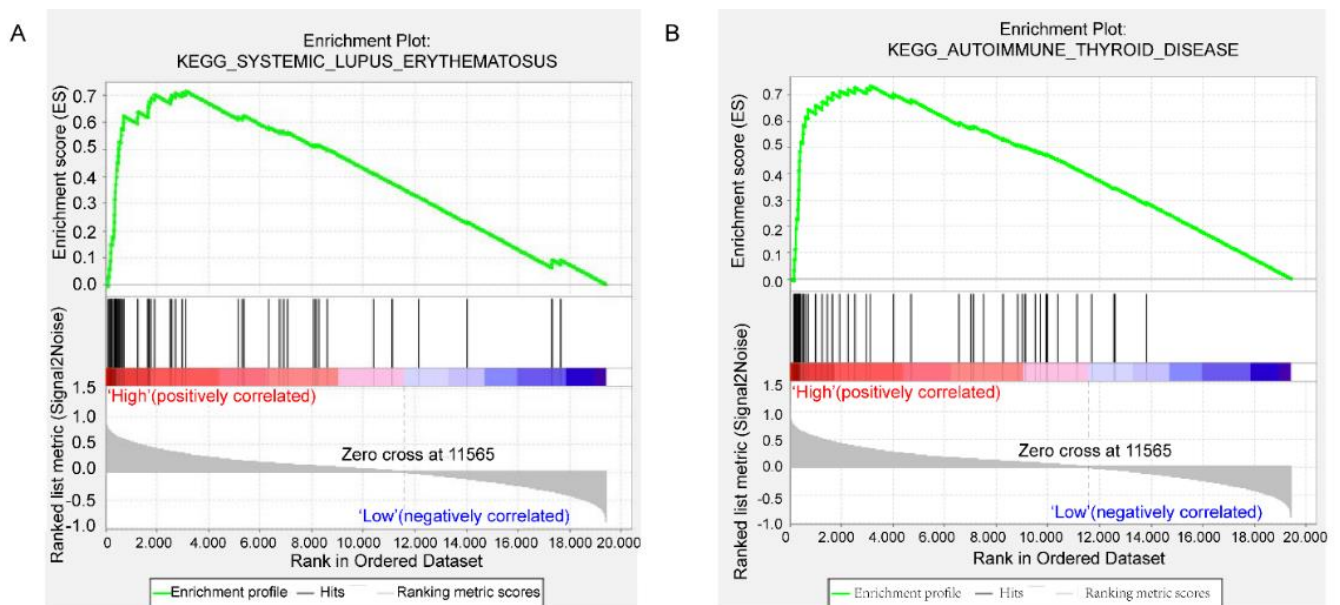 A
Enrichment Plot:
KEGG_SYSTEMIC_LUPUS_ERYTHEMATOSUS
Enrichment score (ES)
0.7
0.6
0.5
0.4
0.3
0.2
0.1
0.0
Ranked list metric (Signal2Noise)
1.5
1.0
0.5
0.0
-0.5
-1.0
‘High’(positively correlated)
Zero cross at 11565
‘Low’(negatively correlated)
0 2.000 4.000 6.000 8.000 10.000 12.000 14.000 16.000 18.000 20.000
Rank in Ordered Dataset
Enrichment profile Hits Ranking metric scores
B
Enrichment Plot:
KEGG_AUTOIMMUNE_THYROID_DISEASE
Enrichment score (ES)
0.7
0.6
0.5
0.4
0.3
0.2
0.1
0.0
Ranked list metric (Signal2Noise)
1.5
1.0
0.5
0.0
-0.5
-1.0
‘High’(positively correlated)
Zero cross at 11565
‘Low’(negatively correlated)
0 2.000 4.000 6.000 8.000 10.000 12.000 14.000 16.000 18.000 20.000
Rank in Ordered Dataset
Enrichment profile Hits Ranking metric scores